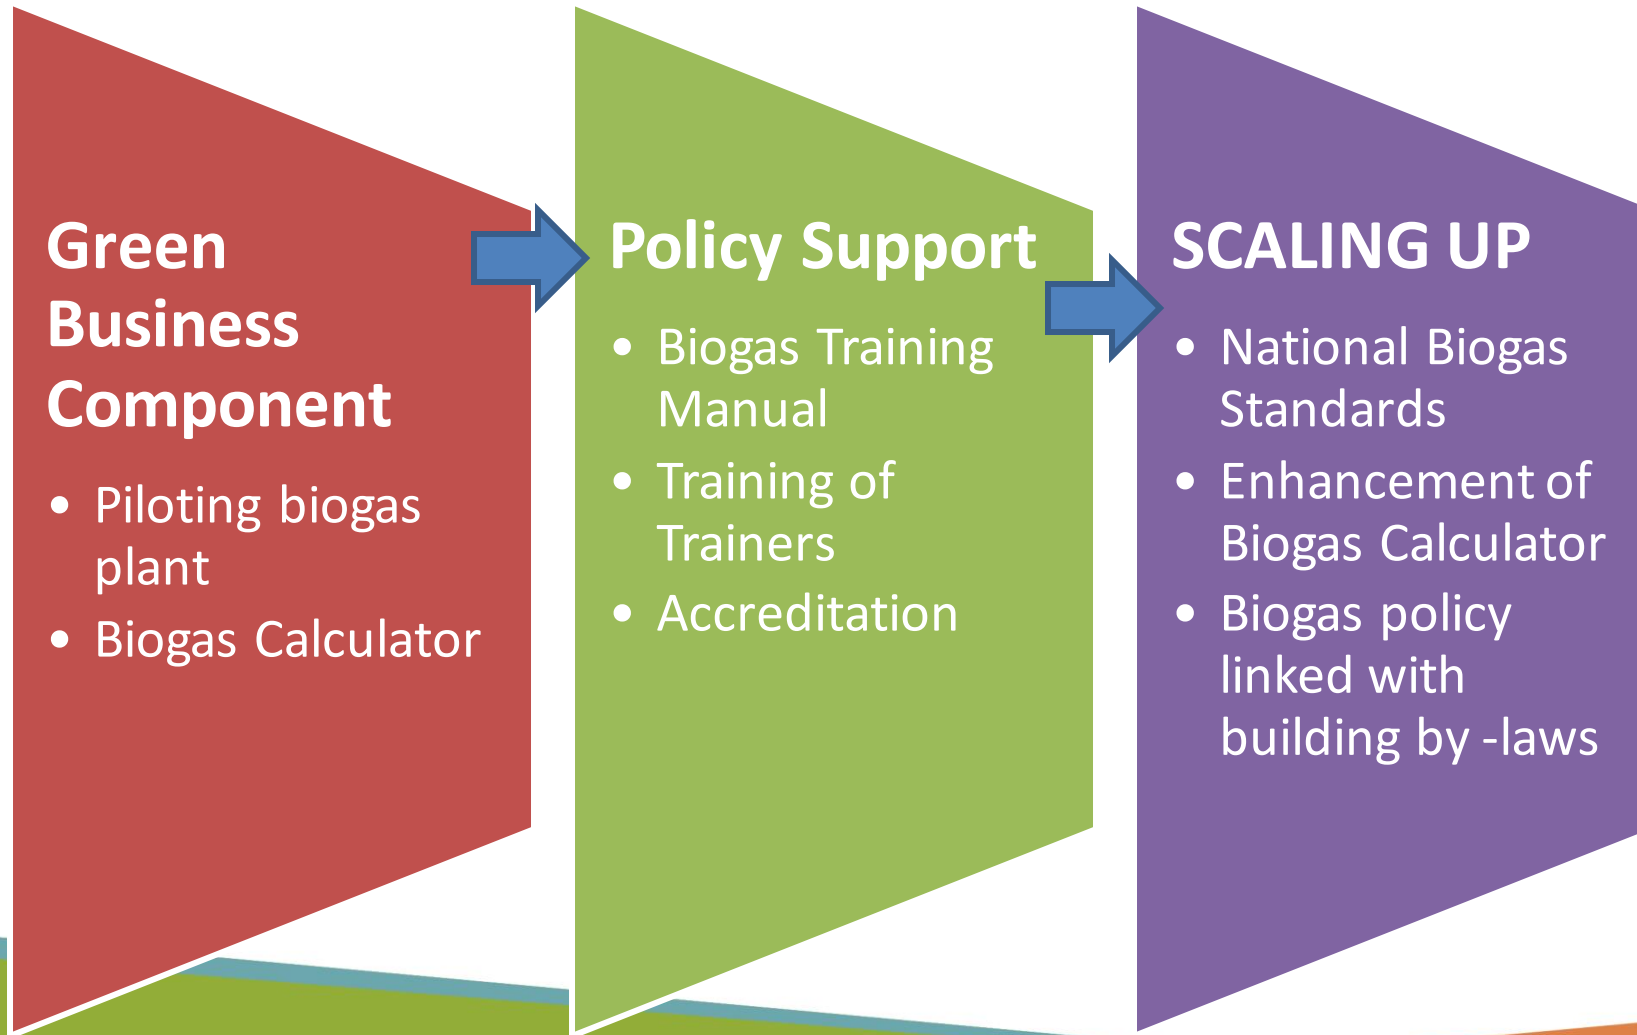 Green
Business
Component
• Piloting biogas
plant
• Biogas Calculator
Policy Support
• Biogas Training
Manual
• Training of
Trainers
• Accreditation
SCALING UP
• National Biogas
Standards
• Enhancement of
Biogas Calculator
• Biogas policy
linked with
building by -laws